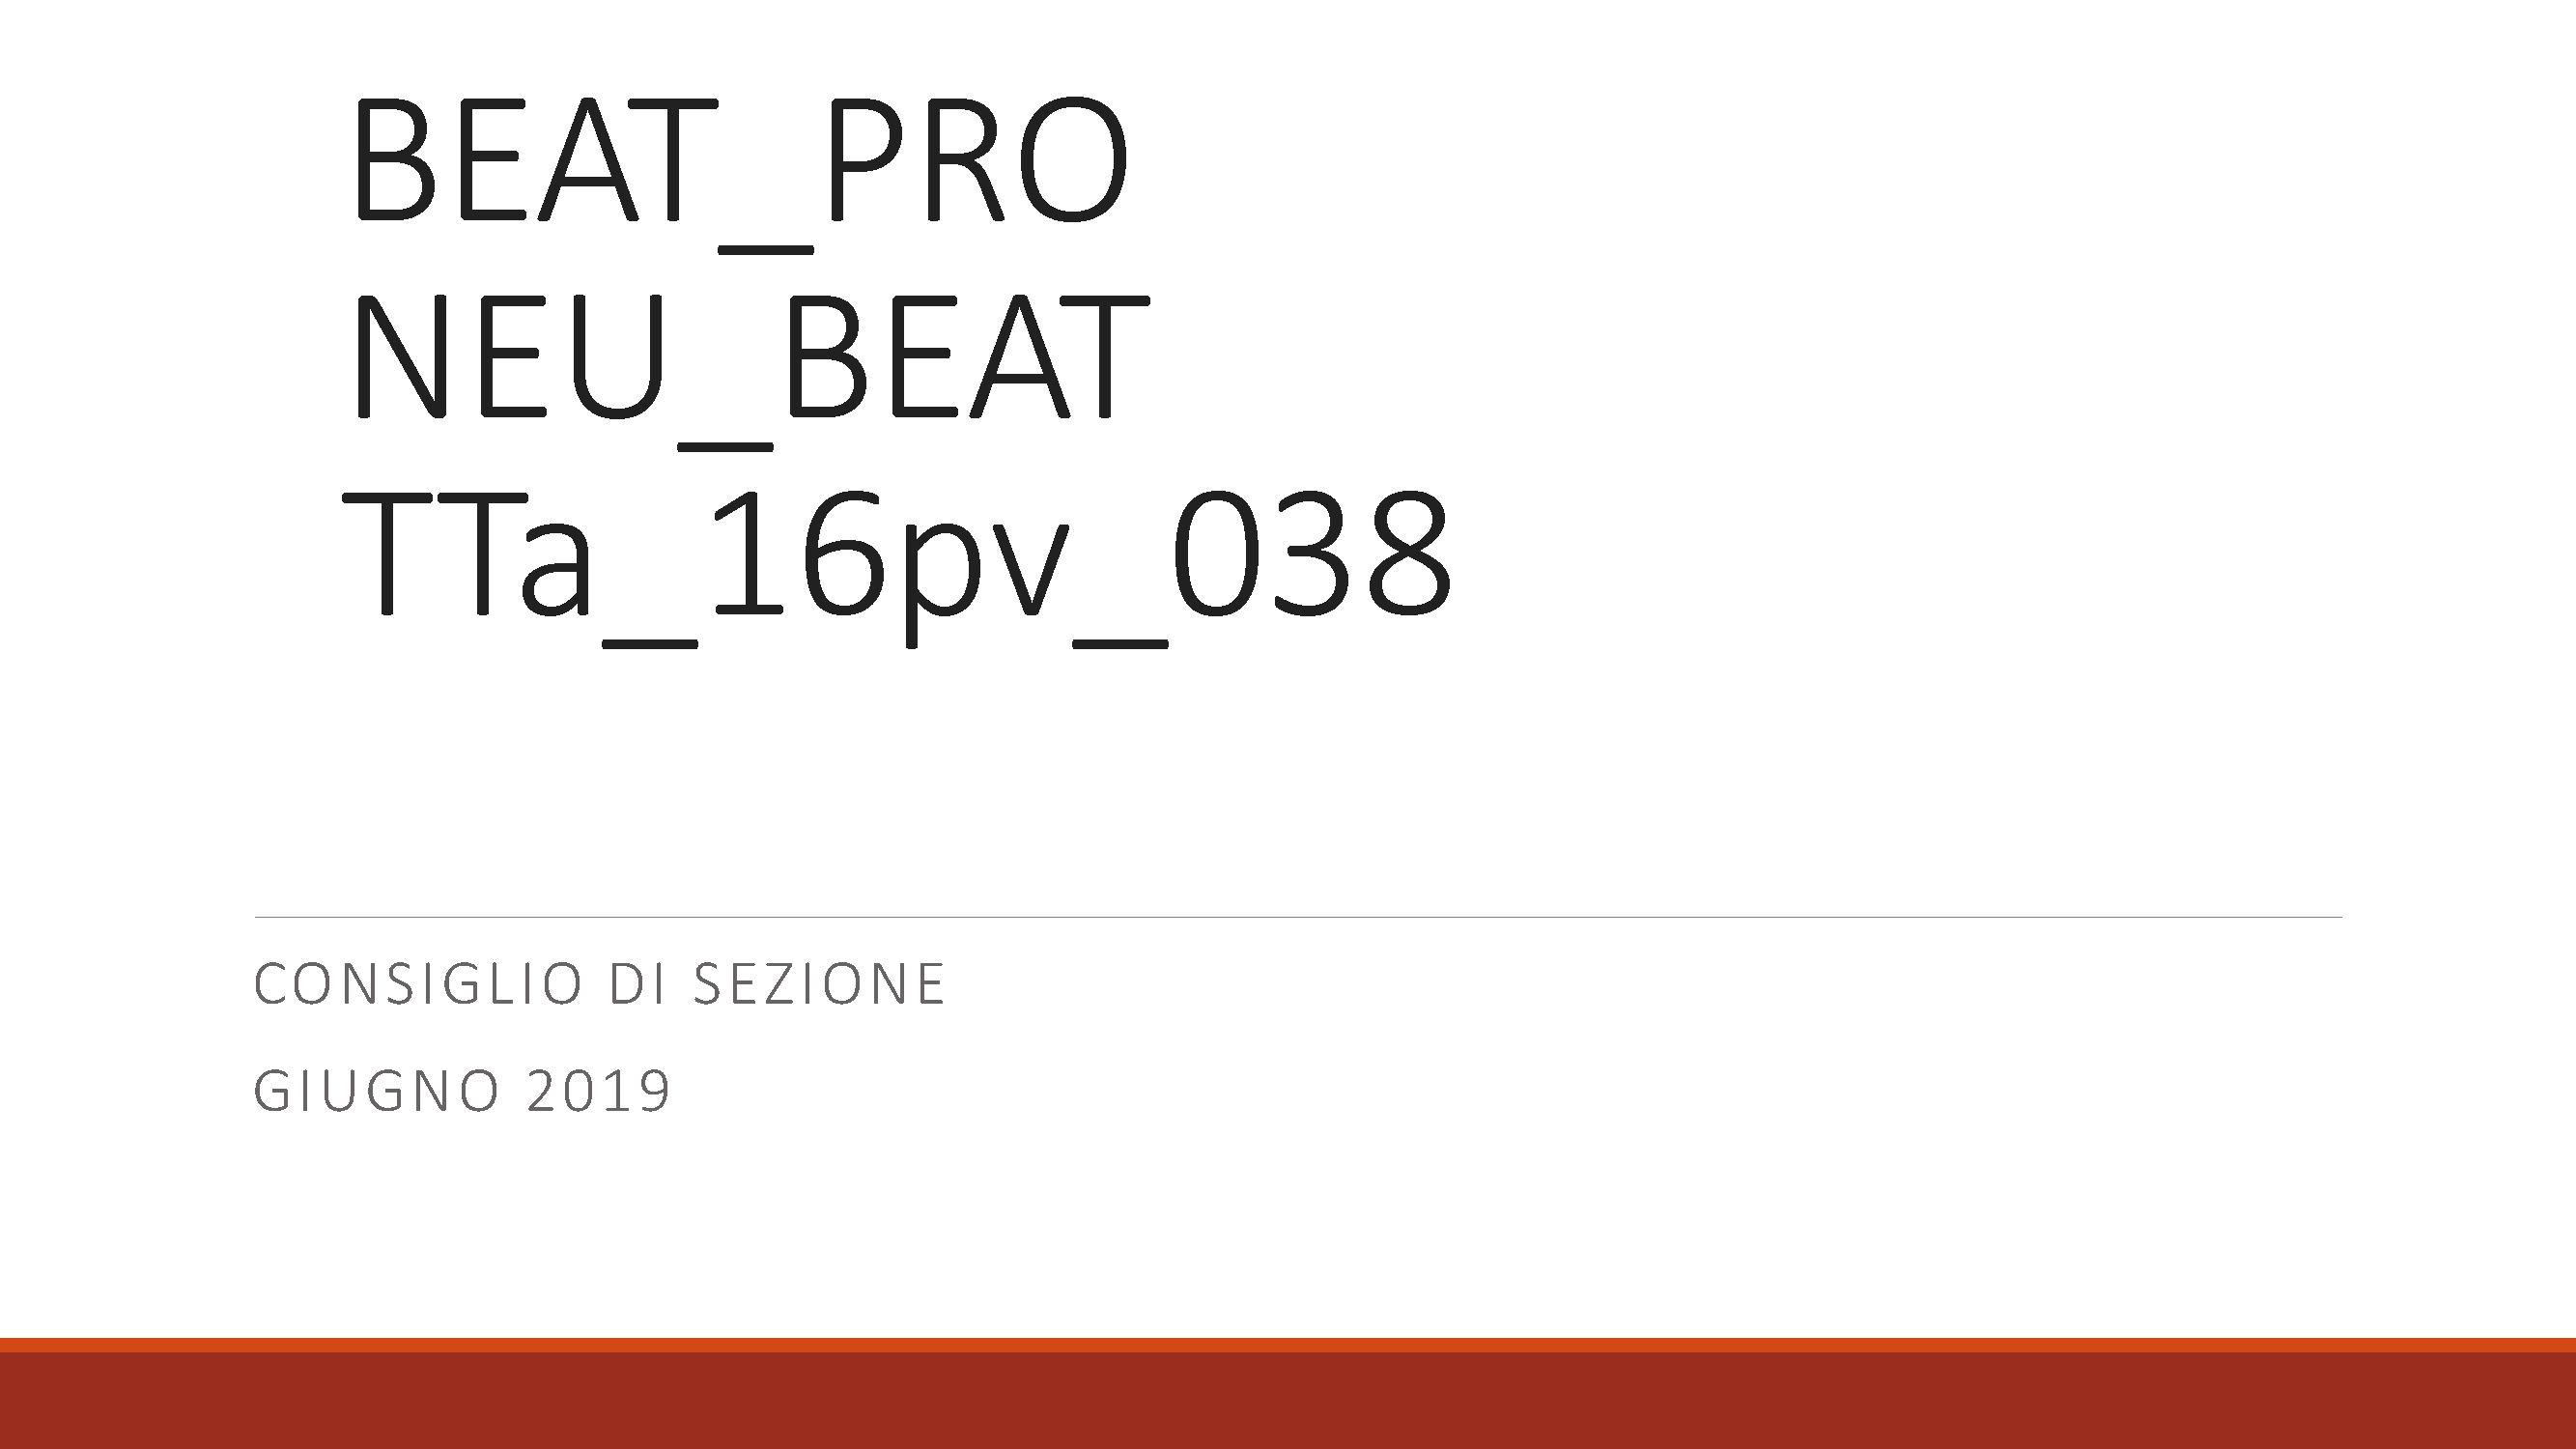 BEAT_PRO
NEU_BEAT
TTa_16pv_038
CONSIGLIO DI SEZIONE
GIUGNO 2019